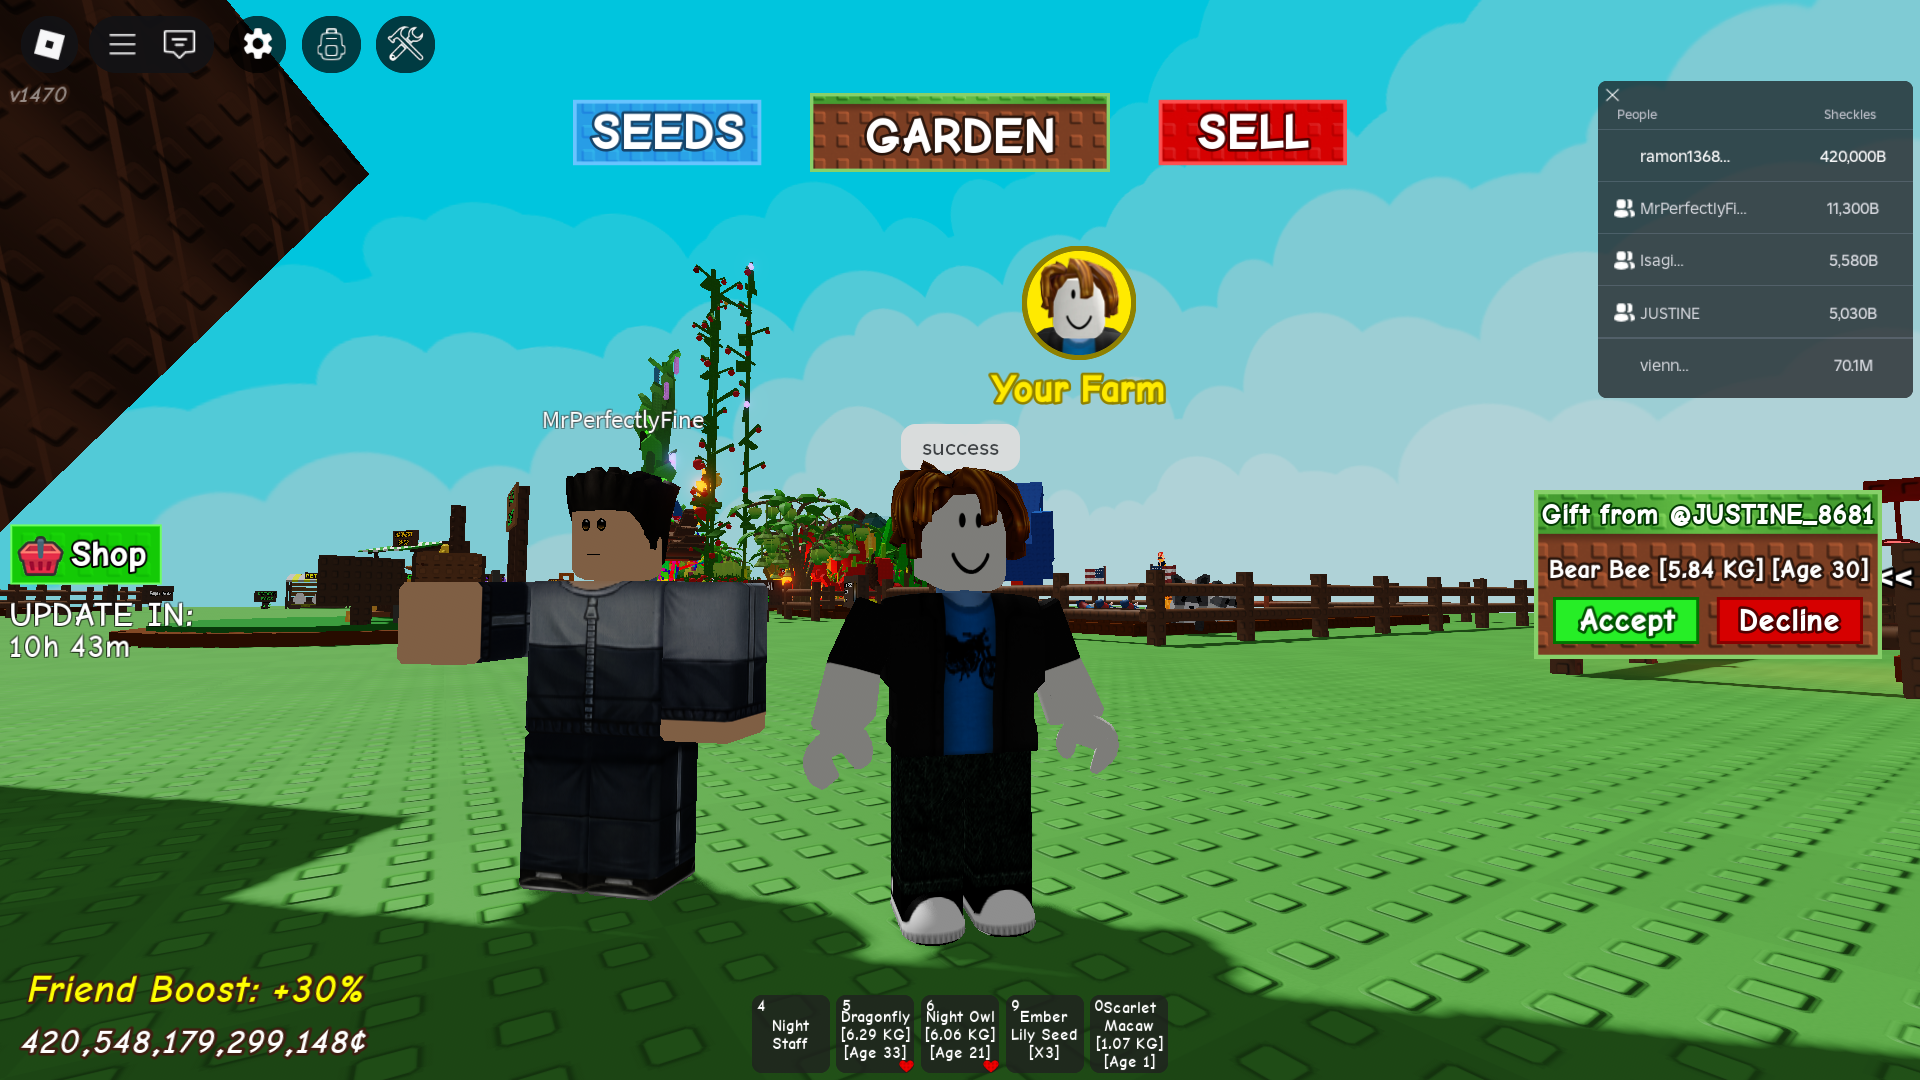 v1470
SEEDS
GARDEN
SELL
People
Sheckles
ramon1368...
420,000B
MrPerfectlyFi...
11,300B
Isagi...
5,580B
JUSTINE
5,030B
vienn...
70.1M
Your Farm
MrPerfectlyFine
success
Shop
UPDATE IN:
10h 43m
Gift from @JUSTINE_8681
Bear Bee [5.84 KG] [Age 30]
Accept
Decline
<<
Friend Boost: +30%
420,548,179,299,148¢
4
Night
Staff
5
Dragonfly
[6.29 KG]
[Age 33]
6
Night Owl
[6.06 KG]
[Age 21]
9
Ember
Lily Seed
[X3]
0
Scarlet
Macaw
[1.07 KG]
[Age 1]